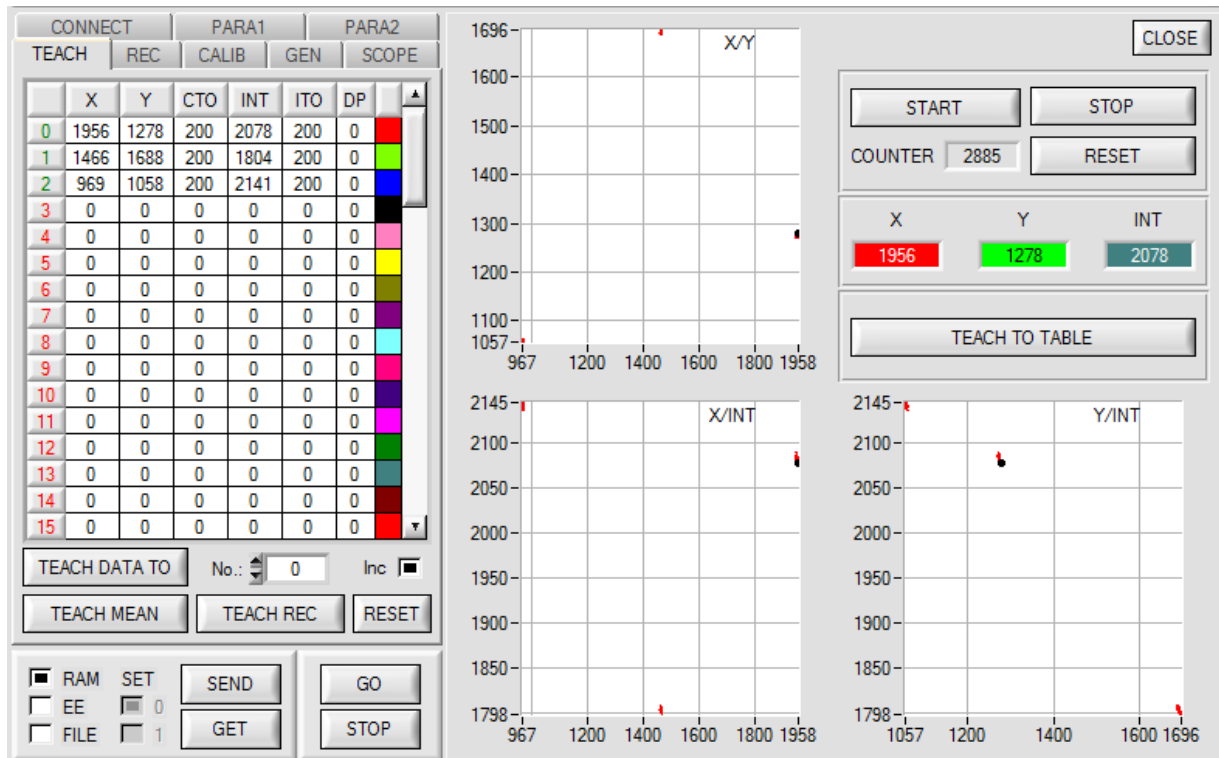 CONNECT PARA1 PARA2
TEACH REC CALIB GEN SCOPE
X Y CTO INT ITO DP
0 1956 1278 200 2078 200 0
1 1466 1688 200 1804 200 0
2 969 1058 200 2141 200 0
3 0 0 0 0 0 0
4 0 0 0 0 0 0
5 0 0 0 0 0 0
6 0 0 0 0 0 0
7 0 0 0 0 0 0
8 0 0 0 0 0 0
9 0 0 0 0 0 0
10 0 0 0 0 0 0
11 0 0 0 0 0 0
12 0 0 0 0 0 0
13 0 0 0 0 0 0
14 0 0 0 0 0 0
15 0 0 0 0 0 0
TEACH DATA TO No.: 0 Inc
TEACH MEAN TEACH REC RESET
RAM SET SEND GO
EE 0
FILE 1 GET STOP
X/Y
1696
1600
1500
1400
1300
1200
1100
1057
967 1200 1400 1600 1800 1958
CLOSE
START STOP
COUNTER 2885 RESET
X Y INT
1956 1278 2078
TEACH TO TABLE
X/INT
2145
2100
2050
2000
1950
1900
1850
1798
967 1200 1400 1600 1800 1958
Y/INT
2145
2100
2050
2000
1950
1900
1850
1798
1057 1200 1400 1600 1696